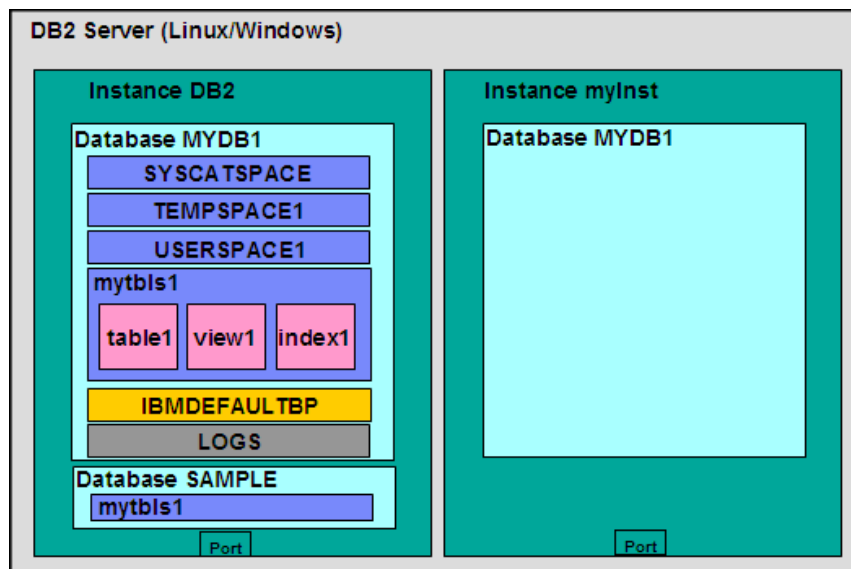 DB2 Server (Linux/Windows)
Instance DB2
Database MYDB1
SYSCATSPACE
TEMPSPACE1
USERSPACE1
mytbls1
table1 view1 index1
IBMDEFAULTBP
LOGS
Database SAMPLE
mytbls1
Port
Instance myInst
Database MYDB1
Port